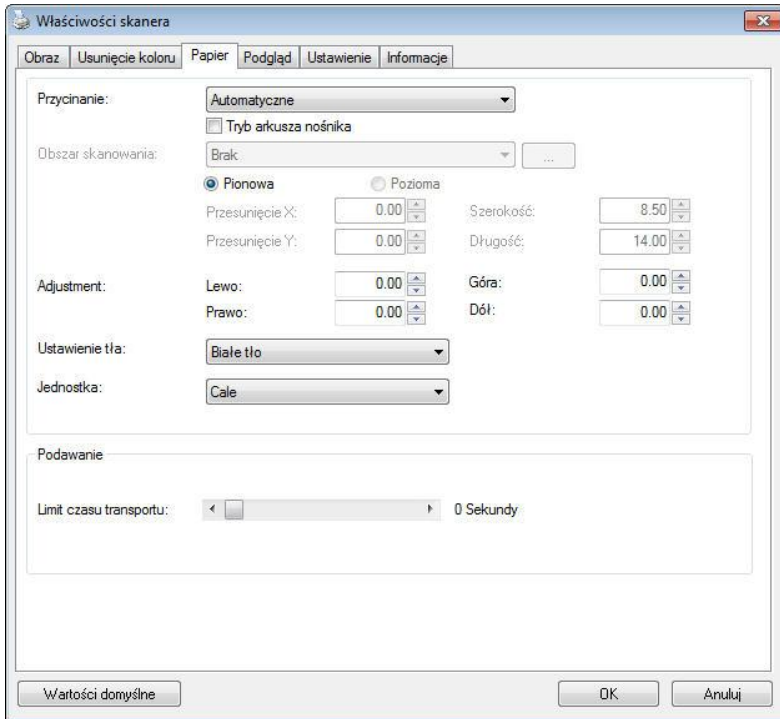 Właściwości skanera
Obraz Usunięcie koloru Papier Podgląd Ustawienie Informacje
Przycinanie: Automatyczne
Tryb arkusza nośnika
Obszar skanowania: Brak ...
Pionowa Pozioma
Przesunięcie X: 0.00 Szerokość: 8.50
Przesunięcie Y: 0.00 Długość: 14.00
Adjustment: Lewo: 0.00 Góra: 0.00
Prawo: 0.00 Dół: 0.00
Ustawienie tła: Białe tło
Jednostka: Cale
Podawanie
Limit czasu transportu: 0 Sekundy
Wartości domyślne OK Anuluj